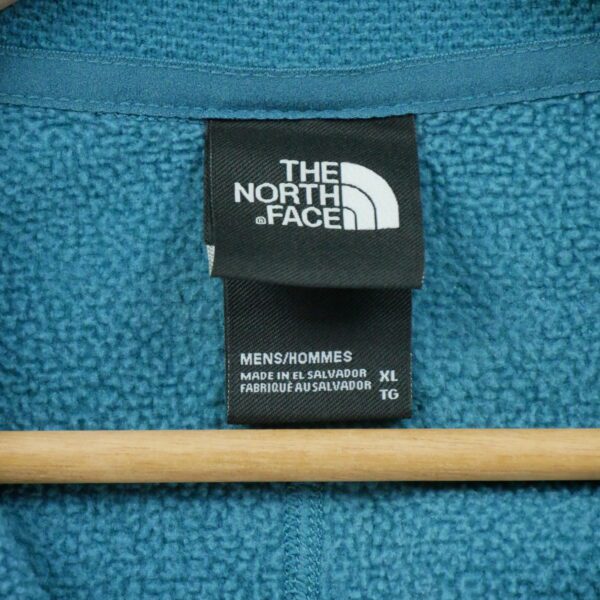 THE
NORTH
® FACE
MENS/HOMMES
MADE IN EL SALVADOR XL
FABRIQUÉ AU SALVADOR TG